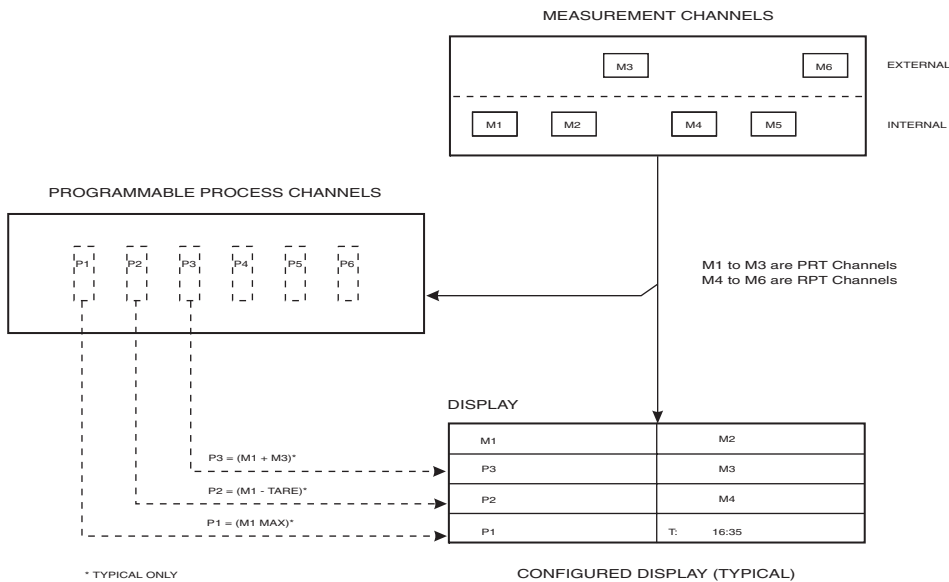 MEASUREMENT CHANNELS
M3 M6 EXTERNAL
M1 M2 M4 M5 INTERNAL
PROGRAMMABLE PROCESS CHANNELS
P1 P2 P3 P4 P5 P6
M1 to M3 are PRT Channels
M4 to M6 are RPT Channels
DISPLAY
M1 M2
P3 = (M1 + M3)* P3 M3
P2 = (M1 - TARE)* P2 M4
P1 = (M1 MAX)* P1 T: 16:35
* TYPICAL ONLY
CONFIGURED DISPLAY (TYPICAL)